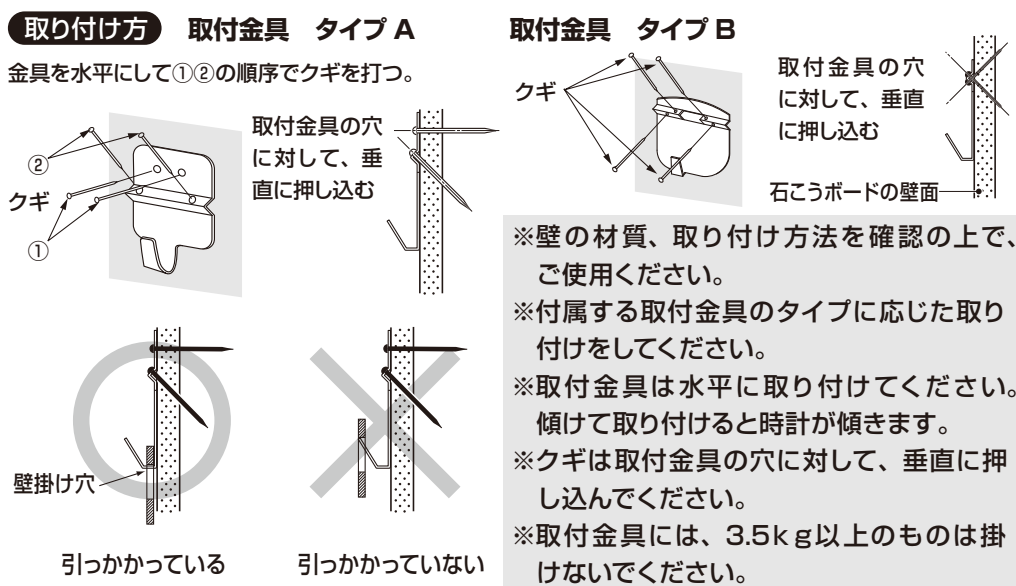 取り付け方 取付金具 タイプ A
金具を水平にして①②の順序でクギを打つ。
②
クギ
①
取付金具の穴
に対して、垂
直に押し込む
壁掛け穴
引っかかっている
引っかかっていない
取付金具 タイプ B
クギ
取付金具の穴
に対して、垂直
に押し込む
石こうボードの壁面
※壁の材質、取り付け方法を確認の上で、
ご使用ください。
※付属する取付金具のタイプに応じた取り
付けをしてください。
※取付金具は水平に取り付けてください。
傾けて取り付けると時計が傾きます。
※クギは取付金具の穴に対して、垂直に押
し込んでください。
※取付金具には、3.5kg以上のものは掛
けないでください。